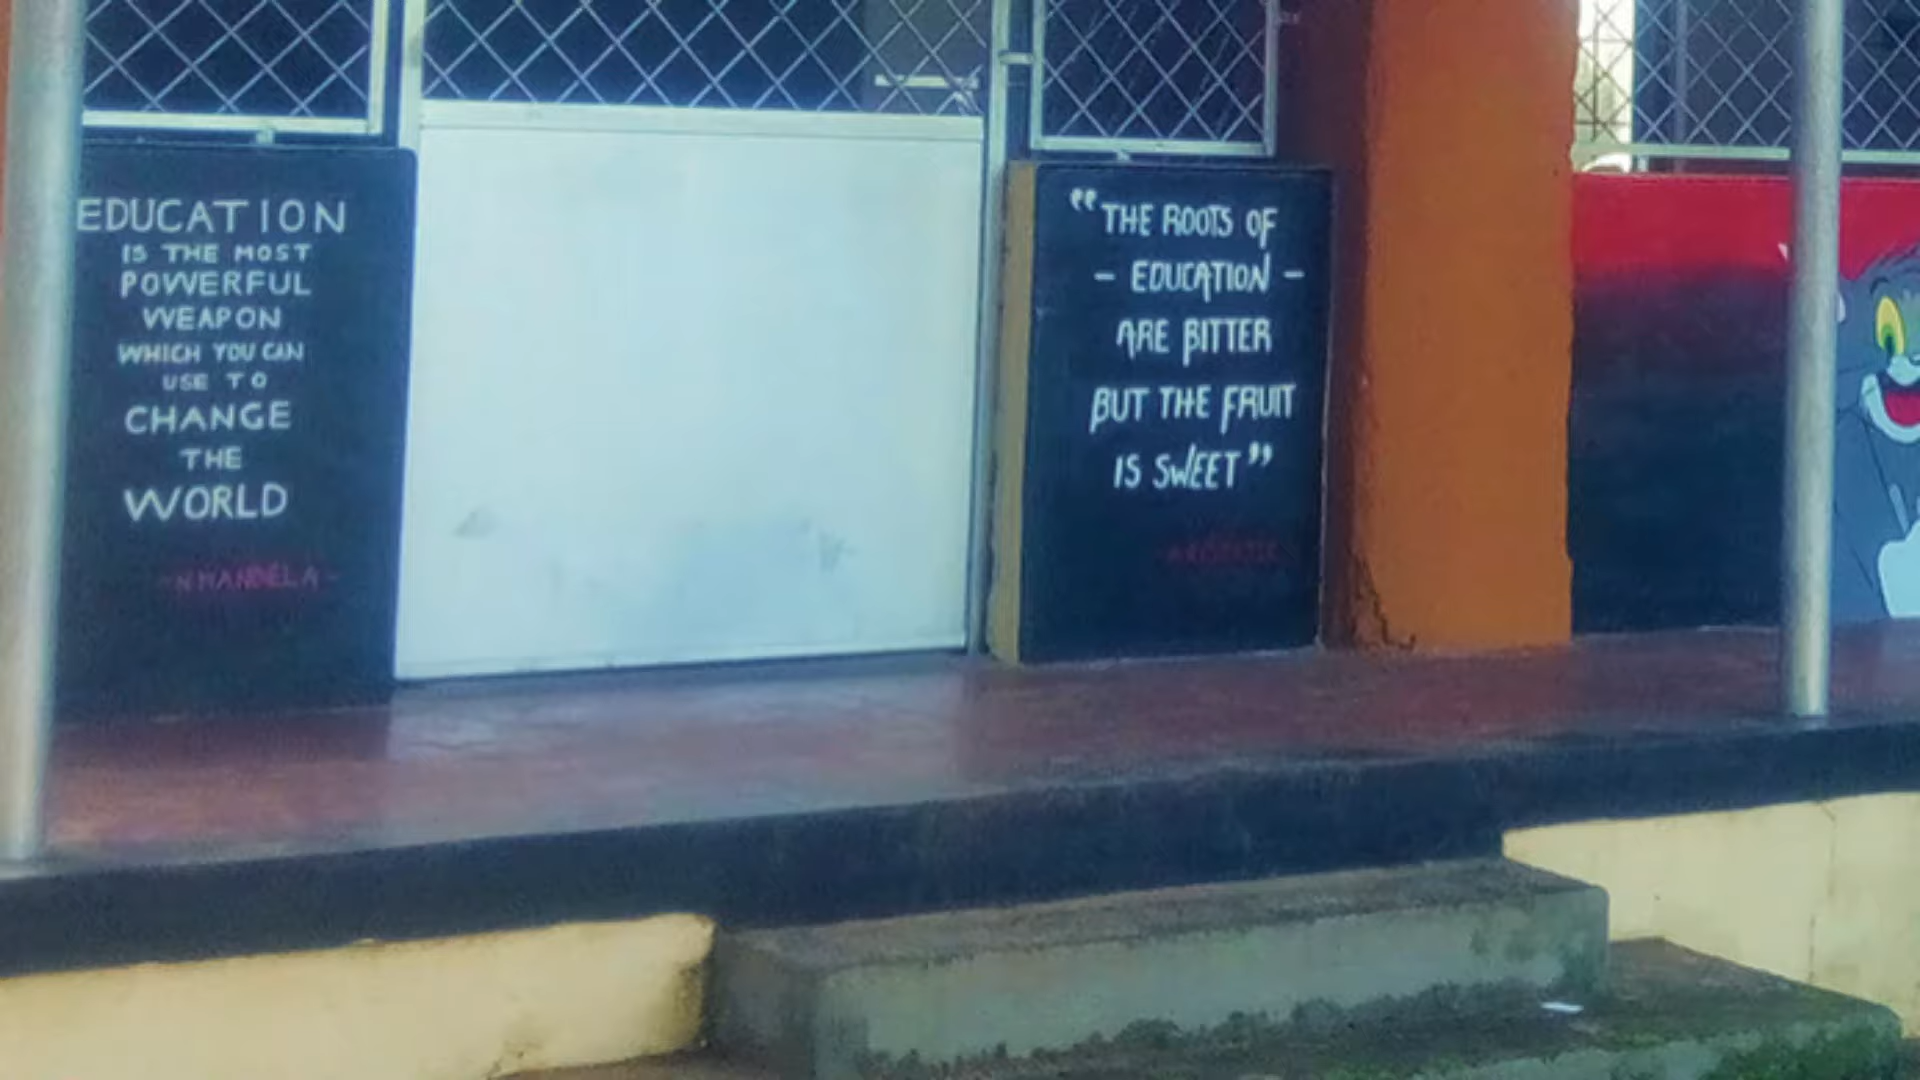 EDUCATION
IS THE MOST
POWERFUL
WEAPON
WHICH YOU CAN
USE TO
CHANGE
THE
WORLD
- N MANDELA -
“THE ROOTS OF
- EDUCATION -
ARE BITTER
BUT THE FRUIT
IS SWEET”